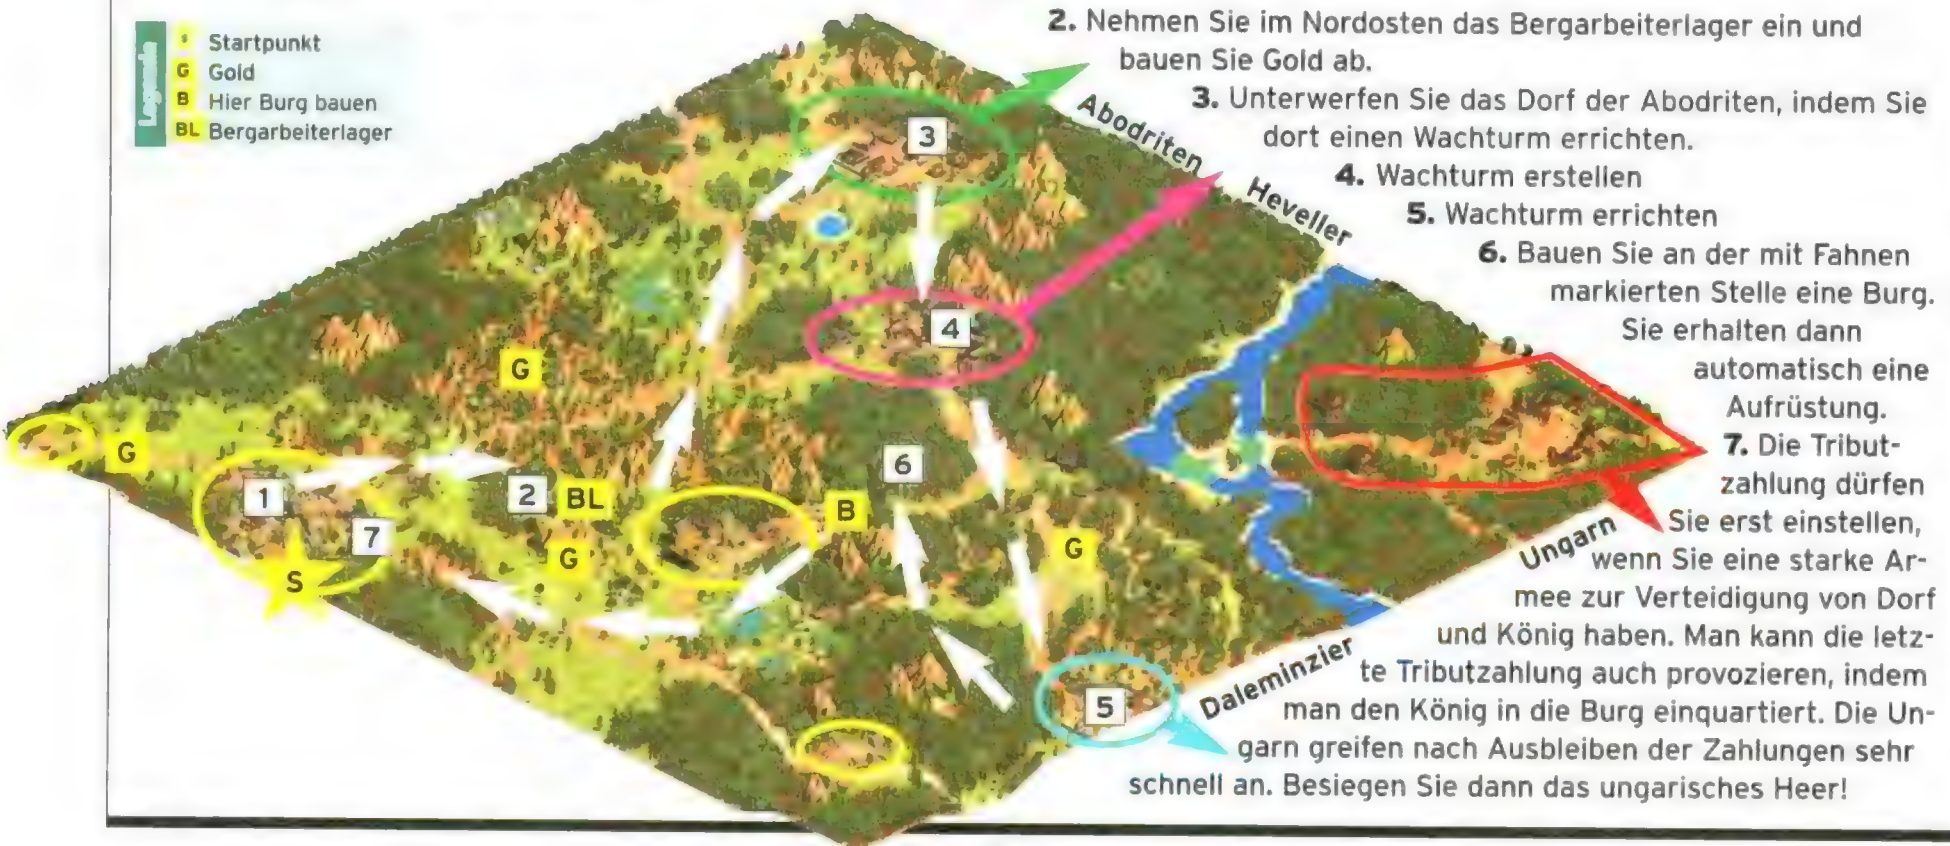 Legende
S Startpunkt
G Gold
B Hier Burg bauen
BL Bergarbeiterlager
2. Nehmen Sie im Nordosten das Bergarbeiterlager ein und
bauen Sie Gold ab.
3. Unterwerfen Sie das Dorf der Abodriten, indem Sie
dort einen Wachturm errichten.
4. Wachturm erstellen
5. Wachturm errichten
6. Bauen Sie an der mit Fahnen
markierten Stelle eine Burg.
Sie erhalten dann
automatisch eine
Aufrüstung.
7. Die Tribut-
zahlung dürfen
Sie erst einstellen,
wenn Sie eine starke Ar-
mee zur Verteidigung von Dorf
und König haben. Man kann die letz-
te Tributzahlung auch provozieren, indem
man den König in die Burg einquartiert. Die Un-
garn greifen nach Ausbleiben der Zahlungen sehr
schnell an. Besiegen Sie dann das ungarisches Heer!
Abodriten
Heveller
Ungarn
Daleminzier
3
4
G
G
6
1
2 BL
B
7
G
G
S
5